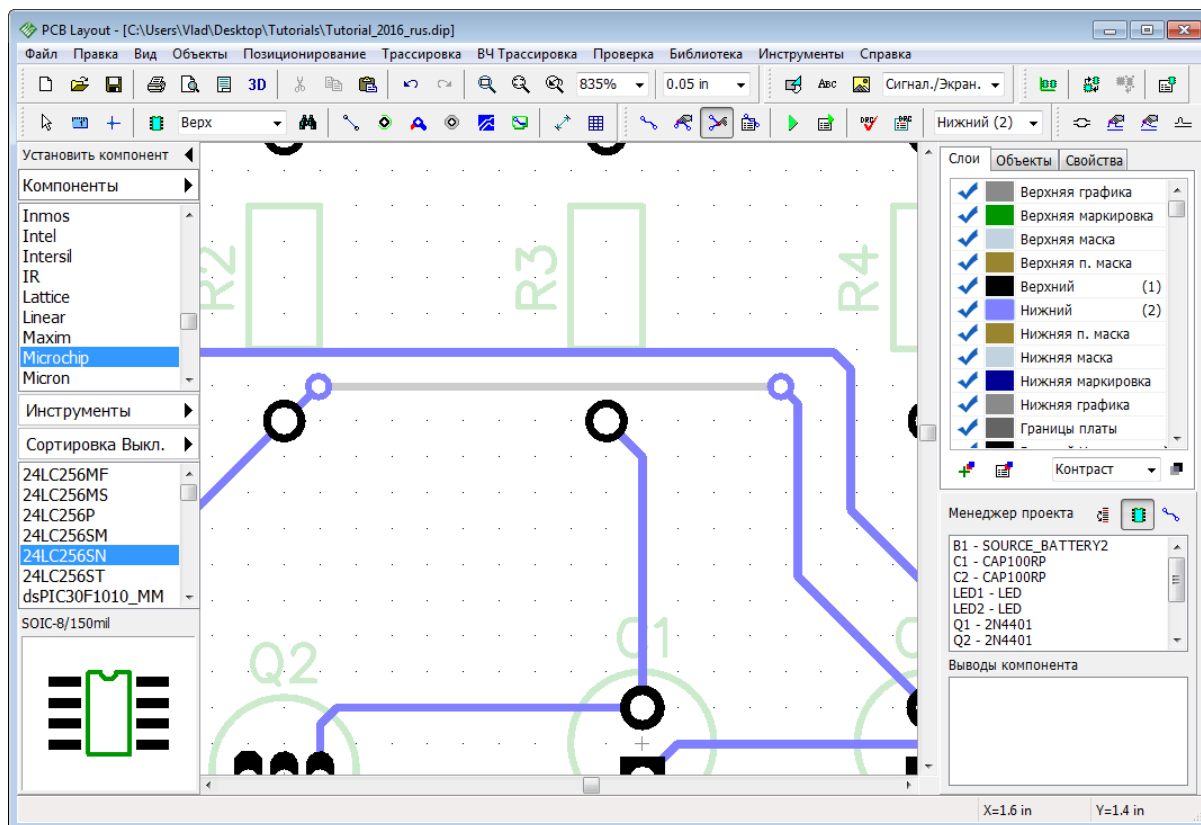 PCB Layout - [C:\Users\Vlad\Desktop\Tutorials\Tutorial_2016_rus.dip]
Файл Правка Вид Объекты Позиционирование Трассировка ВЧ Трассировка Проверка Библиотека Инструменты Справка
3D 835% 0.05 in ABC Сигнал./Экран.
Верх DRC DRC Нижний (2)
Установить компонент
Компоненты
Inmos
Intel
Intersil
IR
Lattice
Linear
Maxim
Microchip
Micron
Инструменты
Сортировка Выкл.
24LC256MF
24LC256MS
24LC256P
24LC256SM
24LC256SN
24LC256ST
dsPIC30F1010_MM
SOIC-8/150mil
R2
R3
R4
Q2
C1
C
Слои Объекты Свойства
Верхняя графика
Верхняя маркировка
Верхняя маска
Верхняя п. маска
Верхний (1)
Нижний (2)
Нижняя п. маска
Нижняя маска
Нижняя маркировка
Нижняя графика
Границы платы
Контраст
Менеджер проекта
B1 - SOURCE_BATTERY2
C1 - CAP100RP
C2 - CAP100RP
LED1 - LED
LED2 - LED
Q1 - 2N4401
Q2 - 2N4401
Выводы компонента
X=1.6 in Y=1.4 in